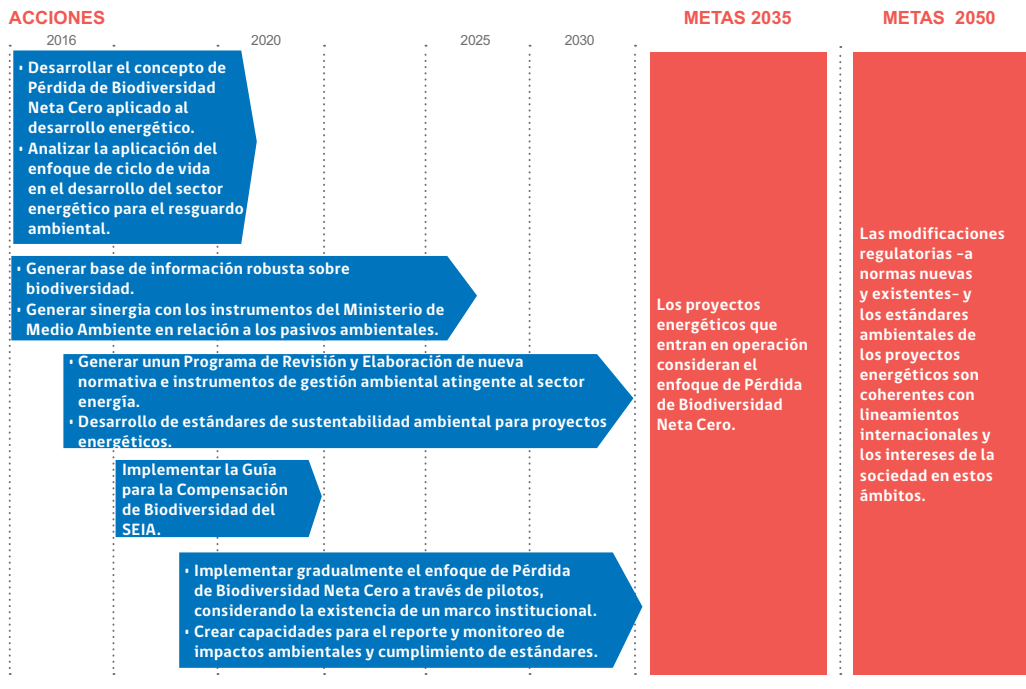 ACCIONES
METAS 2035
METAS 2050
2016
2020
2025
2030
• Desarrollar el concepto de
Pérdida de Biodiversidad
Neta Cero aplicado al
desarrollo energético.
• Analizar la aplicación del
enfoque de ciclo de vida
en el desarrollo del sector
energético para el resguardo
ambiental.
• Generar base de información robusta sobre
biodiversidad.
• Generar sinergia con los instrumentos del Ministerio de
Medio Ambiente en relación a los pasivos ambientales.
• Generar unun Programa de Revisión y Elaboración de nueva
normativa e instrumentos de gestión ambiental atingente al sector
energía.
• Desarrollo de estándares de sustentabilidad ambiental para proyectos
energéticos.
Implementar la Guía
para la Compensación
de Biodiversidad del
SEIA.
• Implementar gradualmente el enfoque de Pérdida
de Biodiversidad Neta Cero a través de pilotos,
considerando la existencia de un marco institucional.
• Crear capacidades para el reporte y monitoreo de
impactos ambientales y cumplimiento de estándares.
Los proyectos
energéticos que
entran en operación
consideran el
enfoque de Pérdida
de Biodiversidad
Neta Cero.
Las modificaciones
regulatorias –a
normas nuevas
y existentes– y
los estándares
ambientales de
los proyectos
energéticos son
coherentes con
lineamientos
internacionales y
los intereses de la
sociedad en estos
ámbitos.